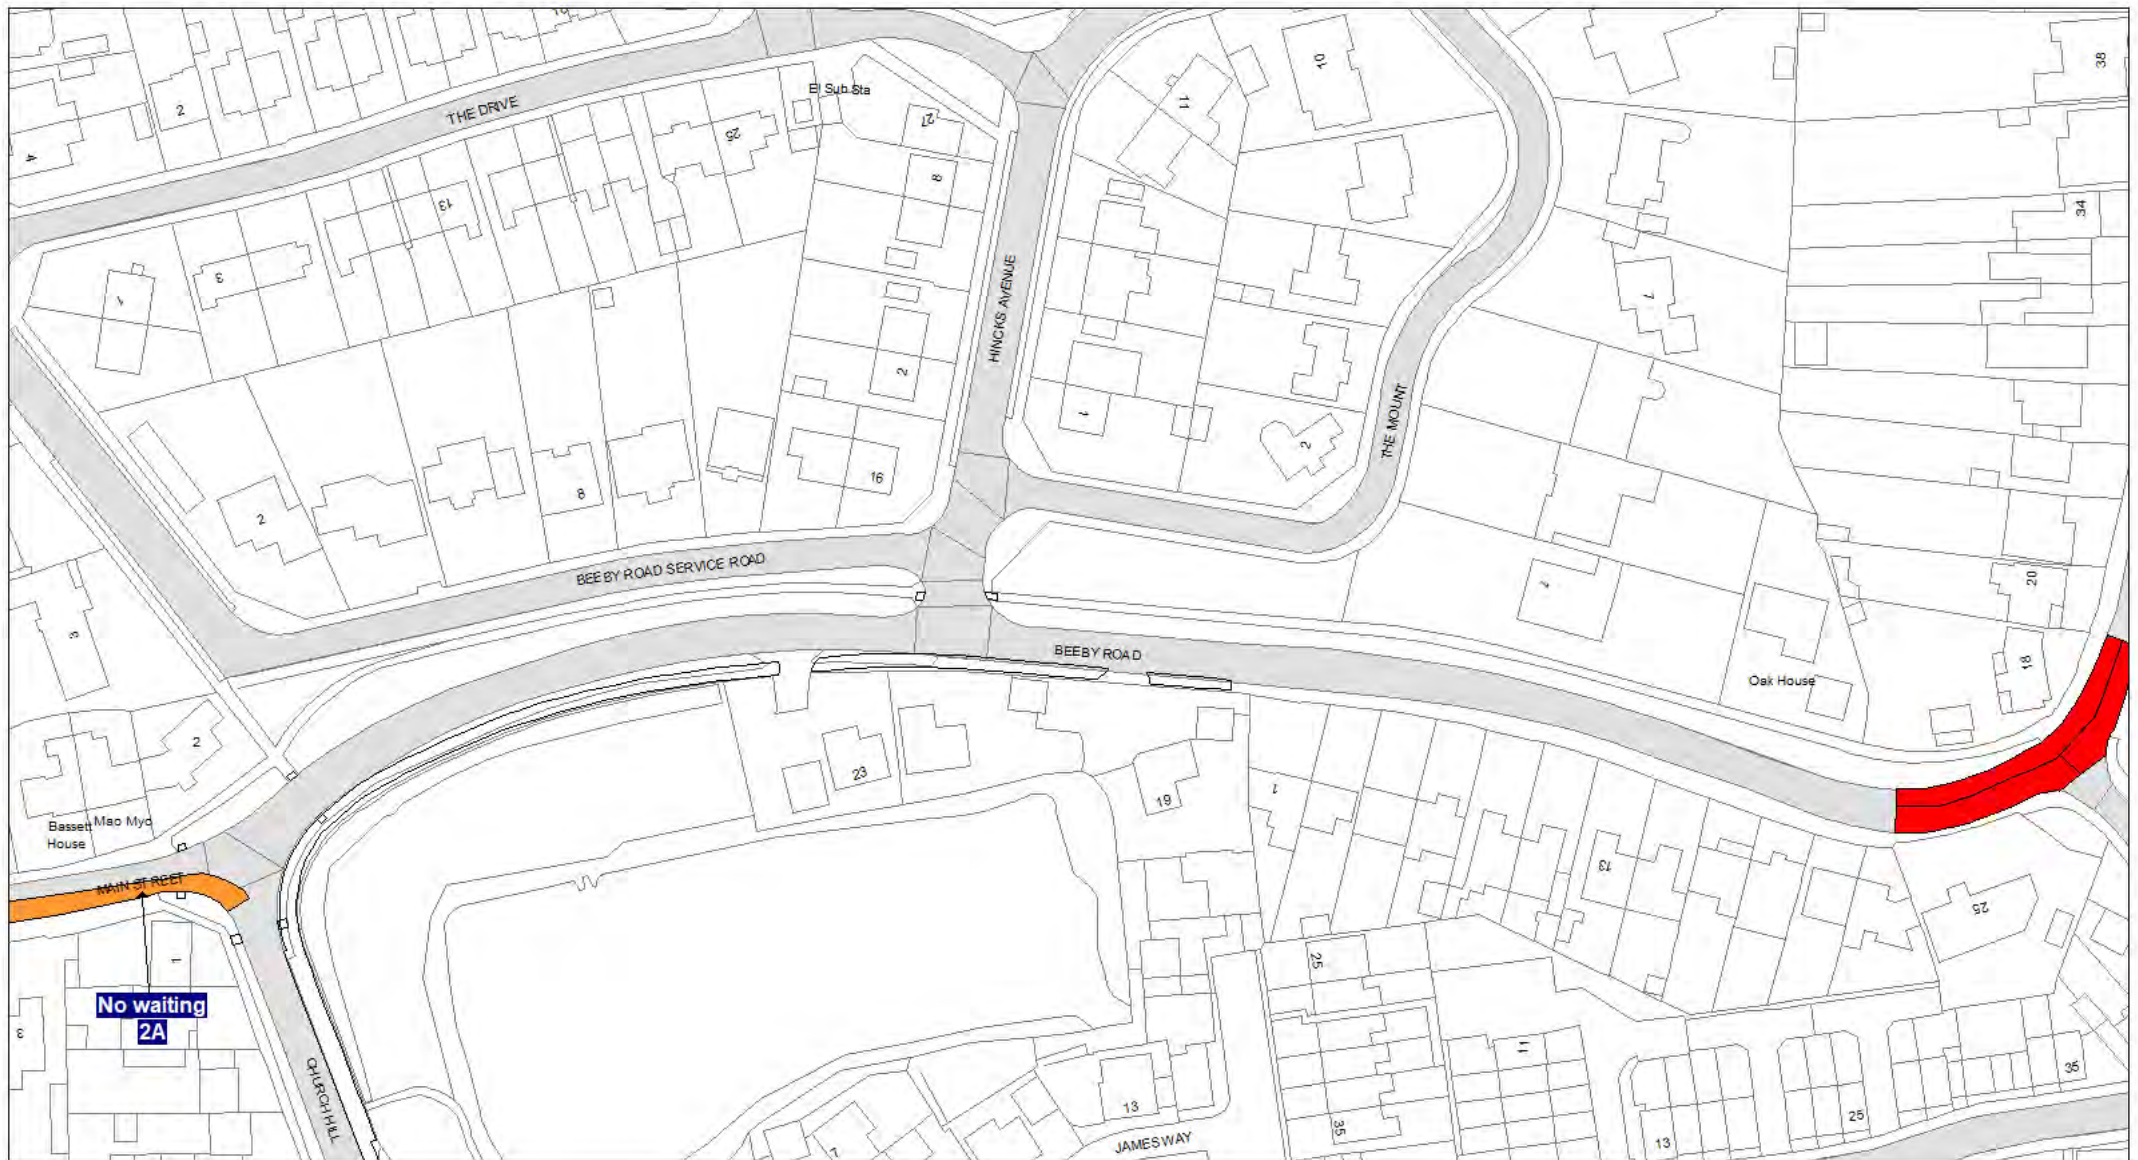 38
10
2
THE DRIVE
El Sub Sta
11
27
25
4
8
13
34
HINCKS AVENUE
3
1
7
2
THE MOUNT
1
2
16
8
2
BEEBY ROAD SERVICE ROAD
7
20
3
BEEBY ROAD
Oak House
18
2
23
19
1
Bassett
House
Mao Myo
13
MAIN STREET
25
1
25
No waiting
2A
3
11
CHURCH HILL
35
13
35
25
13
JAMES WAY
7